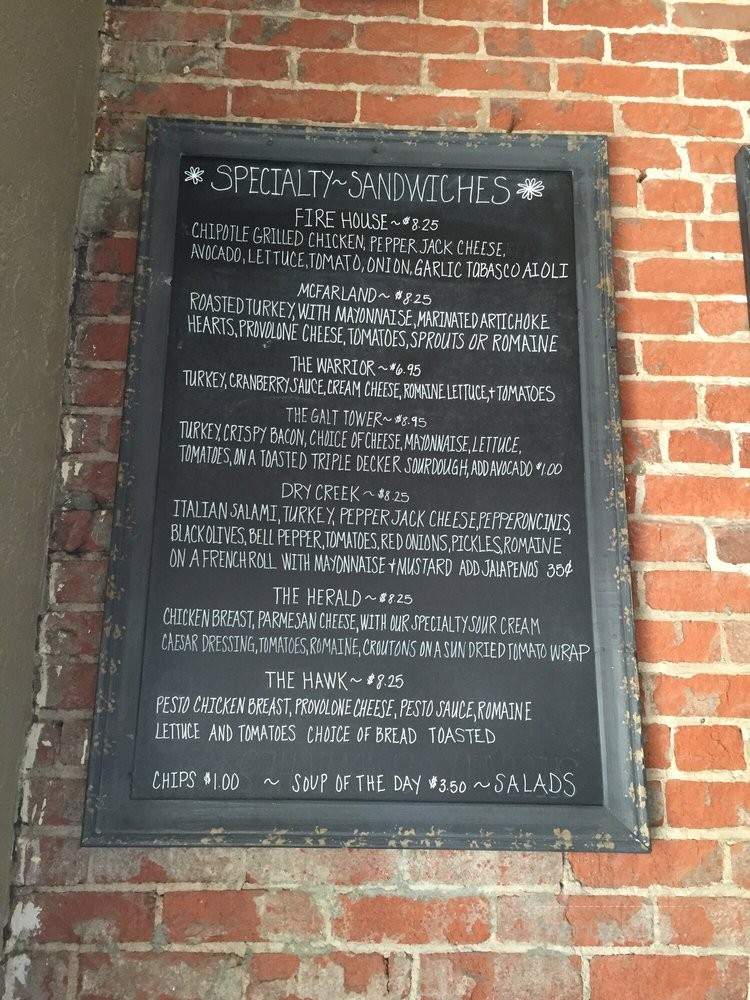 SPECIALTY~SANDWICHES
FIRE HOUSE~$8.25
CHIPOTLE GRILLED CHICKEN, PEPPER JACK CHEESE,
AVOCADO, LETTUCE, TOMATO, ONION, GARLIC TOBASCO AIOLI
MCFARLAND~$8.25
ROASTED TURKEY, WITH MAYONNAISE, MARINATED ARTICHOKE
HEARTS, PROVOLONE CHEESE, TOMATOES, SPROUTS OR ROMAINE
THE WARRIOR~$6.95
TURKEY, CRANBERRY SAUCE, CREAM CHEESE, ROMAINE LETTUCE, + TOMATOES
THE GALT TOWER~$8.95
TURKEY, CRISPY BACON, CHOICE OF CHEESE, MAYONNAISE, LETTUCE,
TOMATOES, ON A TOASTED TRIPLE DECKER SOURDOUGH, ADD AVOCADO $1.00
DRY CREEK~$8.25
ITALIAN SALAMI, TURKEY, PEPPER JACK CHEESE, PEPPERONCINIS,
BLACK OLIVES, BELL PEPPER, TOMATOES, RED ONIONS, PICKLES, ROMAINE
ON A FRENCH ROLL WITH MAYONNAISE + MUSTARD ADD JALAPENOS 35¢
THE HERALD~$8.25
CHICKEN BREAST, PARMESAN CHEESE, WITH OUR SPECIALTY SOUR CREAM
CAESAR DRESSING, TOMATOES, ROMAINE, CROUTONS ON A SUN DRIED TOMATO WRAP
THE HAWK~$8.25
PESTO CHICKEN BREAST, PROVOLONE CHEESE, PESTO SAUCE, ROMAINE
LETTUCE AND TOMATOES CHOICE OF BREAD TOASTED
CHIPS $1.00 ~ SOUP OF THE DAY $3.50 ~ SALADS